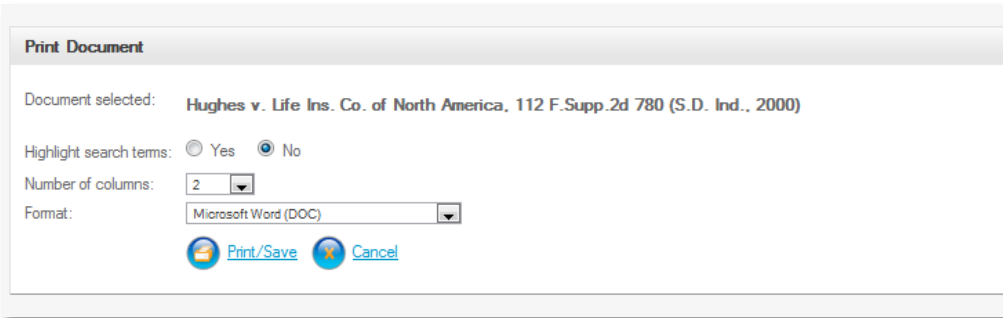 Print Document
Document selected: Hughes v. Life Ins. Co. of North America, 112 F.Supp.2d 780 (S.D. Ind., 2000)
Highlight search terms: Yes No
Number of columns: 2
Format: Microsoft Word (DOC)
Print/Save Cancel